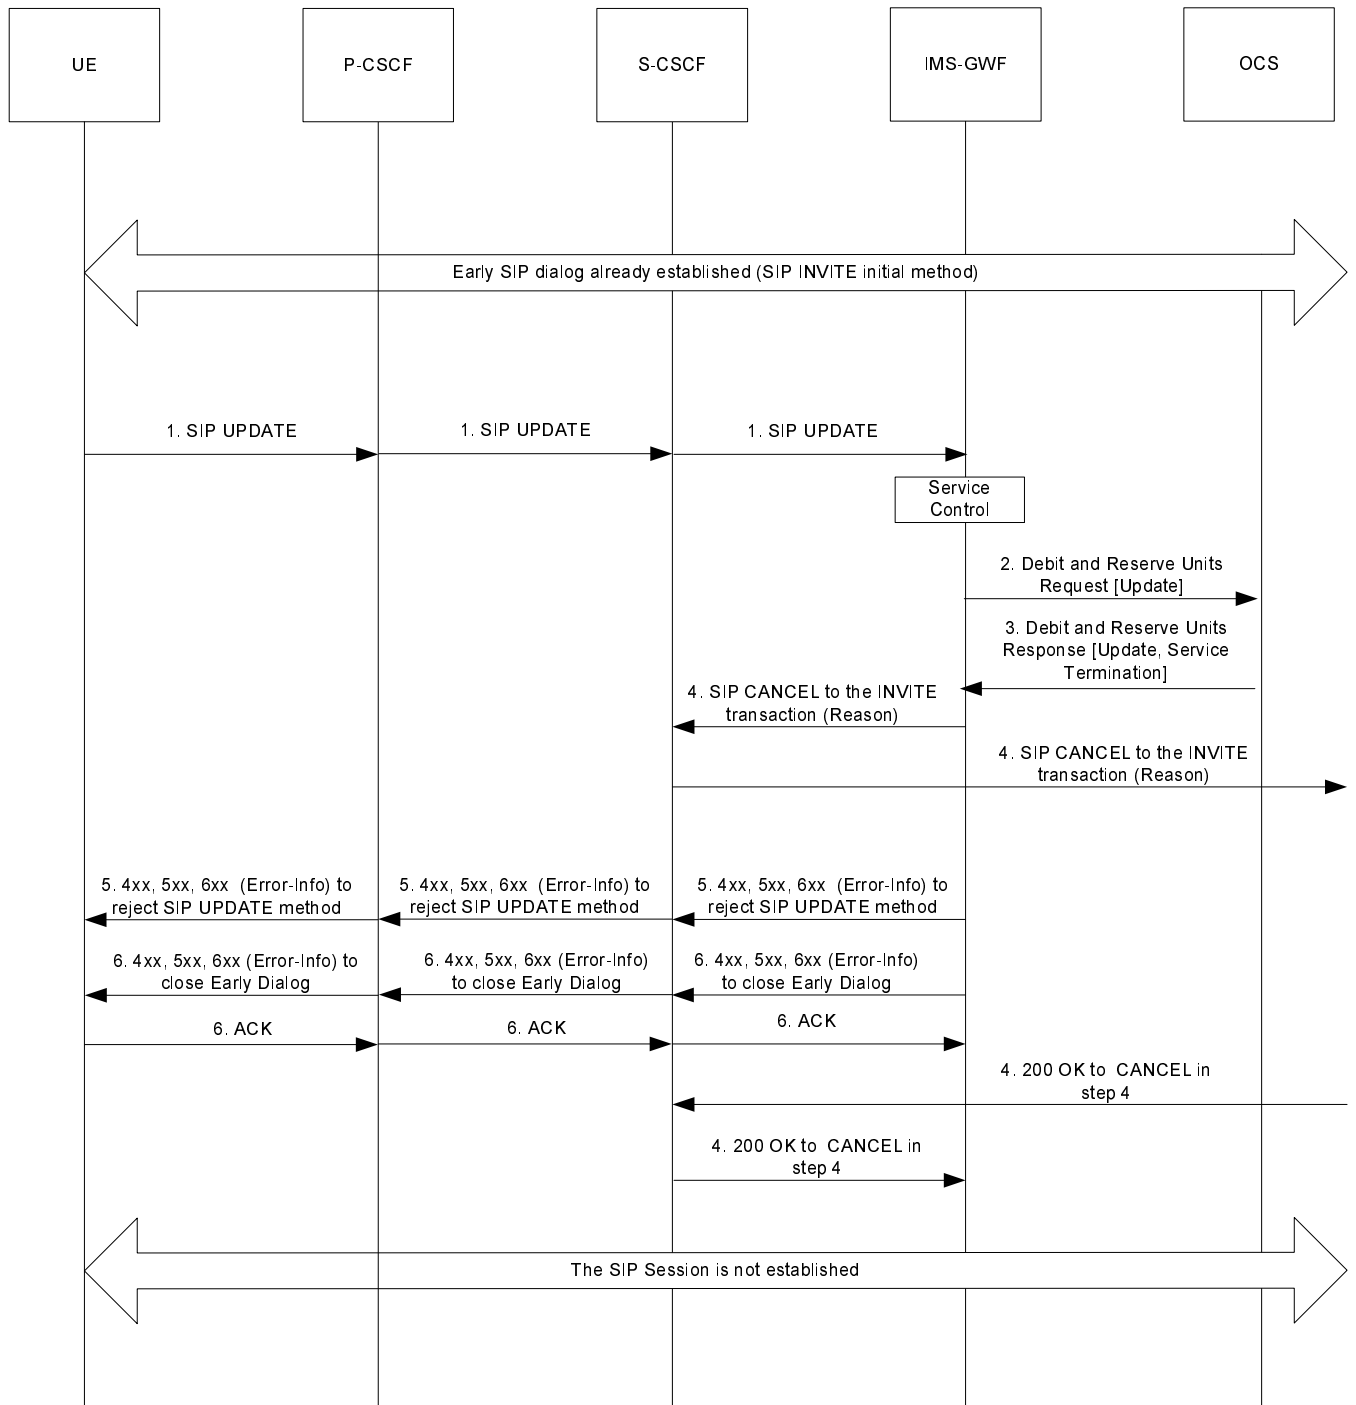 UE
P-CSCF
S-CSCF
IMS-GWF
OCS
Early SIP dialog already established (SIP INVITE initial method)
1. SIP UPDATE
1. SIP UPDATE
1. SIP UPDATE
Service
Control
2. Debit and Reserve Units
Request [Update]
3. Debit and Reserve Units
Response [Update, Service
Termination]
4. SIP CANCEL to the INVITE
transaction (Reason)
4. SIP CANCEL to the INVITE
transaction (Reason)
5. 4xx, 5xx, 6xx (Error-Info) to
reject SIP UPDATE method
5. 4xx, 5xx, 6xx (Error-Info) to
reject SIP UPDATE method
5. 4xx, 5xx, 6xx (Error-Info) to
reject SIP UPDATE method
6. 4xx, 5xx, 6xx (Error-Info) to
close Early Dialog
6. 4xx, 5xx, 6xx (Error-Info)
to close Early Dialog
6. 4xx, 5xx, 6xx (Error-Info)
to close Early Dialog
6. ACK
6. ACK
6. ACK
4. 200 OK to CANCEL in
step 4
4. 200 OK to CANCEL in
step 4
The SIP Session is not established